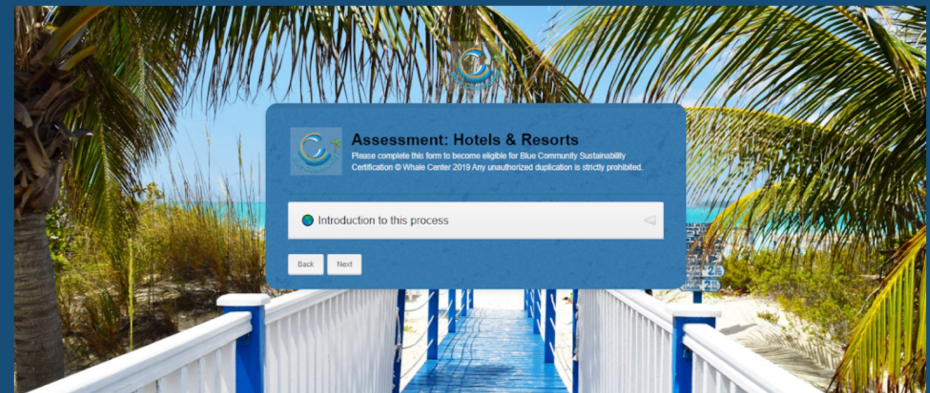 Assessment: Hotels & Resorts
Please complete this form to become eligible for Blue Community Sustainability
Certification © Whale Center 2019 Any unauthorized duplication is strictly prohibited.
Introduction to this process
Back
Next